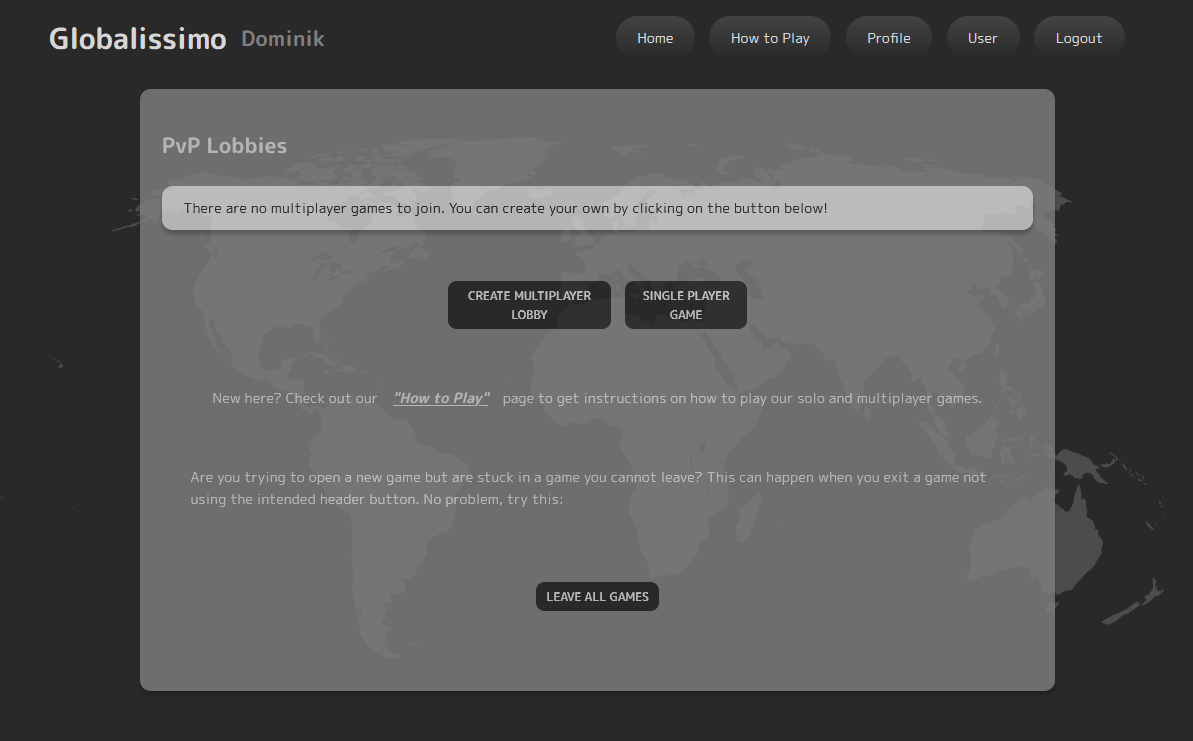 Globalissimo Dominik
Home How to Play Profile User Logout
PvP Lobbies
There are no multiplayer games to join. You can create your own by clicking on the button below!
CREATE MULTIPLAYER
LOBBY
SINGLE PLAYER
GAME
New here? Check out our "How to Play" page to get instructions on how to play our solo and multiplayer games.
Are you trying to open a new game but are stuck in a game you cannot leave? This can happen when you exit a game not
using the intended header button. No problem, try this:
LEAVE ALL GAMES